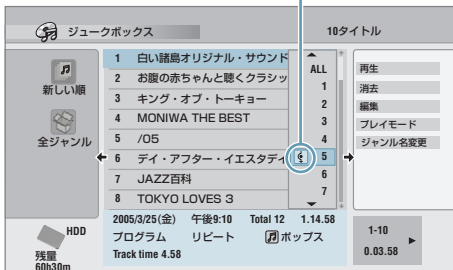 ジュークボックス 10タイトル
新しい順
全ジャンル
1 白い諸島オリジナル・サウンド
2 お腹の赤ちゃんと聴くクラシッ
3 キング・オブ・トーキョー
4 MONIWA THE BEST
5 /05
6 デイ・アフター・イエスタデイ
7 JAZZ百科
8 TOKYO LOVES 3
ALL
1
2
3
4
5
6
7
再生
消去
編集
プレイモード
ジャンル名変更
HDD
残量
60h30m
2005/3/25(金) 午後9:10 Total 12 1.14.58
プログラム リピート ポップス
Track time 4.58
1-10
0.03.58